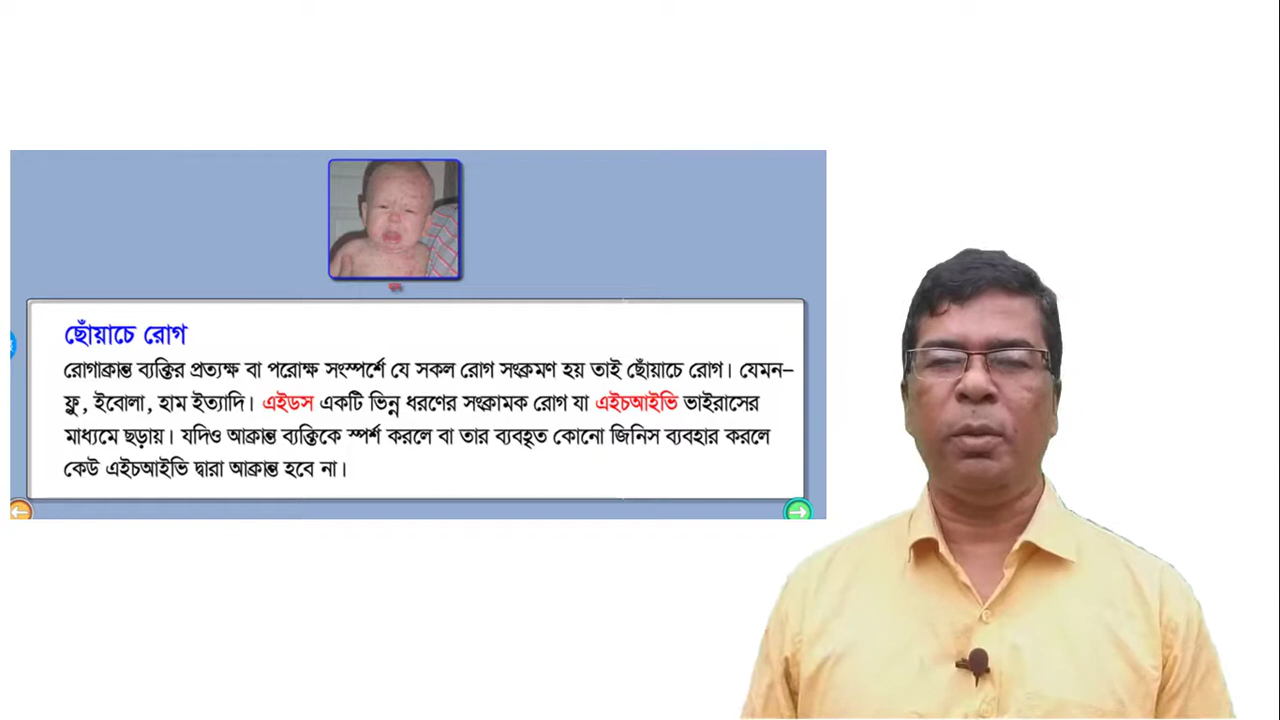 ছোঁয়াচে রোগ
রোগাক্রান্ত ব্যক্তির প্রত্যক্ষ বা পরোক্ষ সংস্পর্শে যে সকল রোগ সংক্রমণ হয় তাই ছোঁয়াচে রোগ। যেমন–
ফ্লু, ইবোলা, হাম ইত্যাদি। এইডস একটি ভিন্ন ধরণের সংক্রামক রোগ যা এইচআইভি ভাইরাসের
মাধ্যমে ছড়ায়। যদিও আক্রান্ত ব্যক্তিকে স্পর্শ করলে বা তার ব্যবহৃত কোনো জিনিস ব্যবহার করলে
কেউ এইচআইভি দ্বারা আক্রান্ত হবে না।